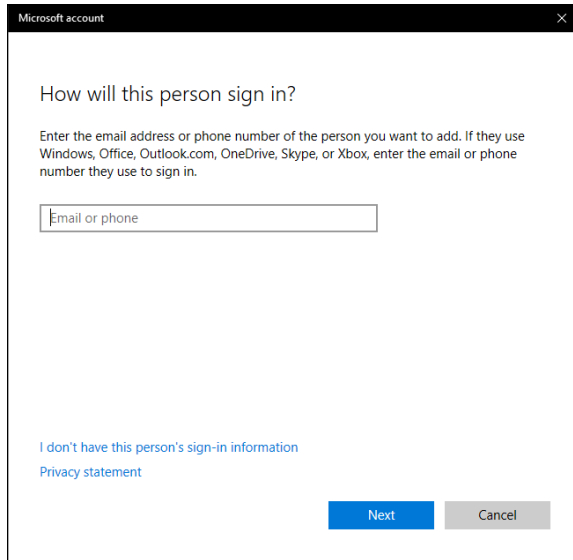 Microsoft account
How will this person sign in?
Enter the email address or phone number of the person you want to add. If they use
Windows, Office, Outlook.com, OneDrive, Skype, or Xbox, enter the email or phone
number they use to sign in.
Email or phone
I don't have this person's sign-in information
Privacy statement
Next
Cancel